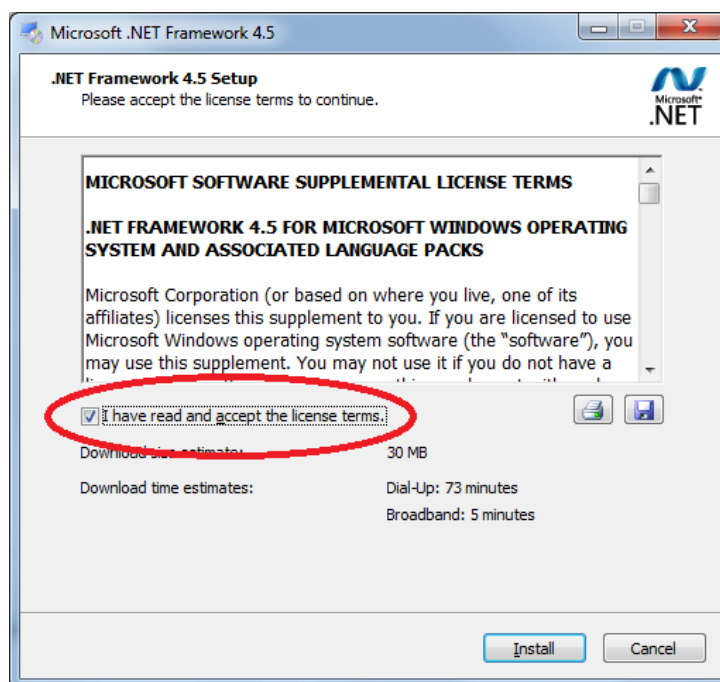 Microsoft .NET Framework 4.5
.NET Framework 4.5 Setup
Please accept the license terms to continue.
Microsoft®
.NET
MICROSOFT SOFTWARE SUPPLEMENTAL LICENSE TERMS
.NET FRAMEWORK 4.5 FOR MICROSOFT WINDOWS OPERATING
SYSTEM AND ASSOCIATED LANGUAGE PACKS
Microsoft Corporation (or based on where you live, one of its
affiliates) licenses this supplement to you. If you are licensed to use
Microsoft Windows operating system software (the “software”), you
may use this supplement. You may not use it if you do not have a
I have read and accept the license terms.
Download size estimate: 30 MB
Download time estimates: Dial-Up: 73 minutes
Broadband: 5 minutes
Install Cancel